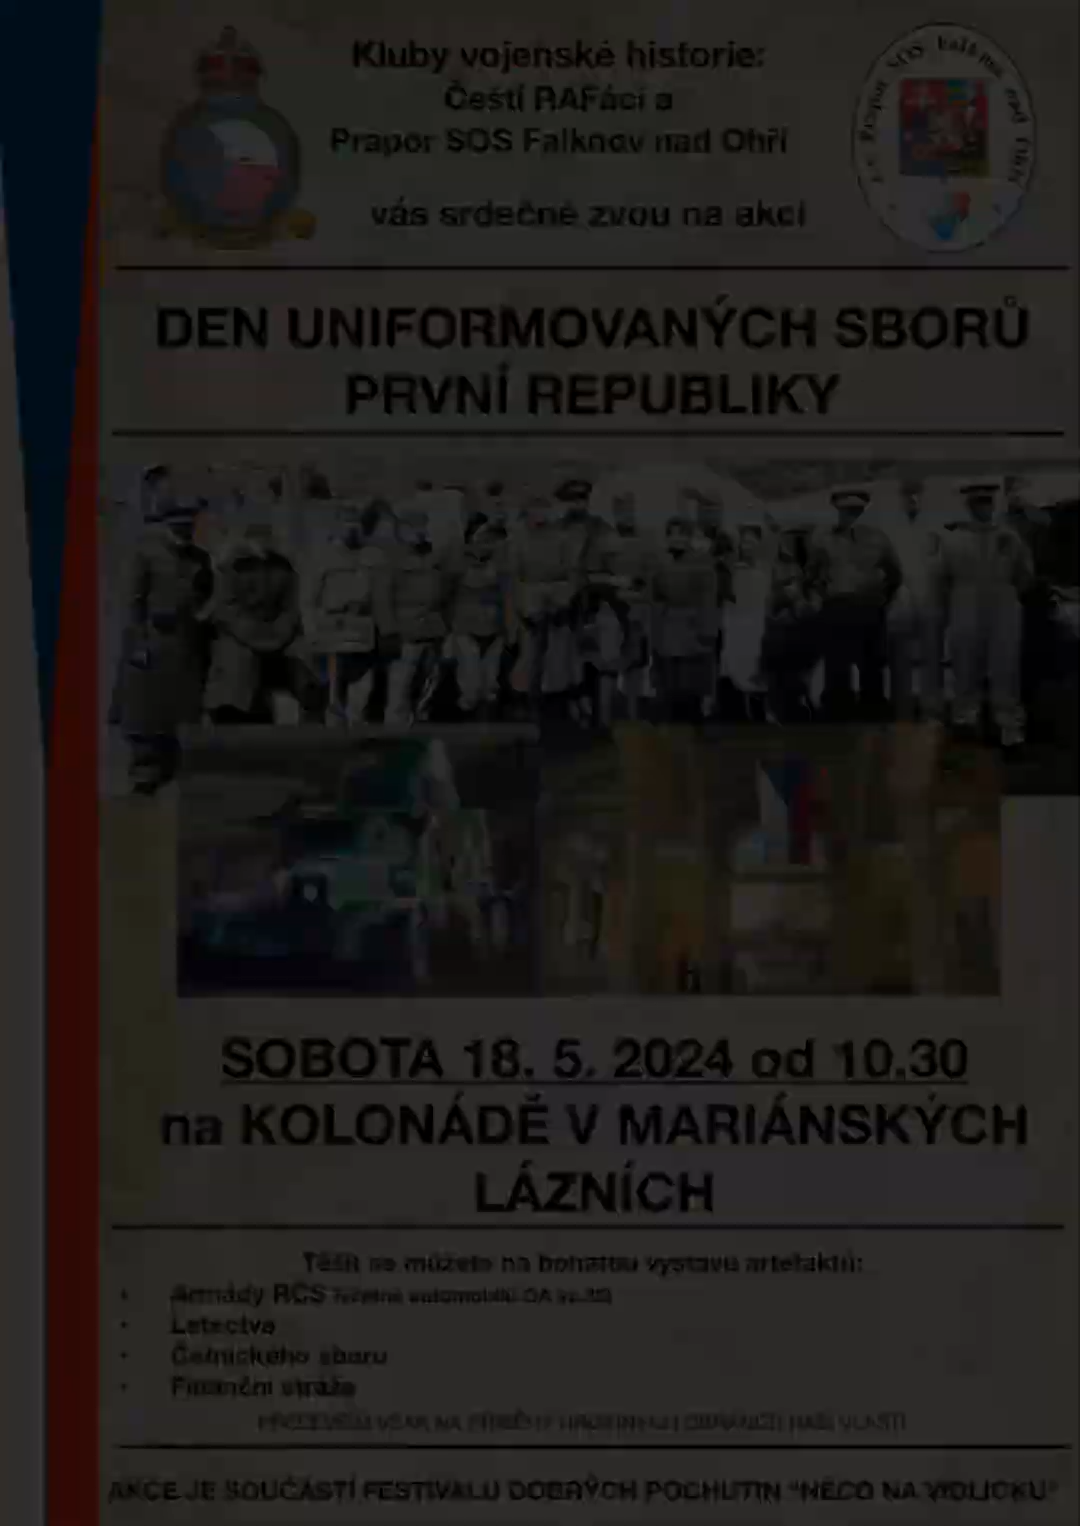 Kluby vojenské historie:
Čeští RAFáci a
Prapor SOS Falknov nad Ohří
vás srdečně zvou na akci
DEN UNIFORMOVANÝCH SBORŮ
PRVNÍ REPUBLIKY
SOBOTA 18. 5. 2024 od 10.30
na KOLONÁDĚ V MARIÁNSKÝCH
LÁZNÍCH
Těšit se můžete na bohatou výstavu artefaktů:
• Armády RČS
• Letectva
• Četnického sboru
• Finanční stráže
AKCE JE SOUČÁSTÍ FESTIVALU DOBRÝCH POCHUTIN "NĚCO NA VIDLIČKU"